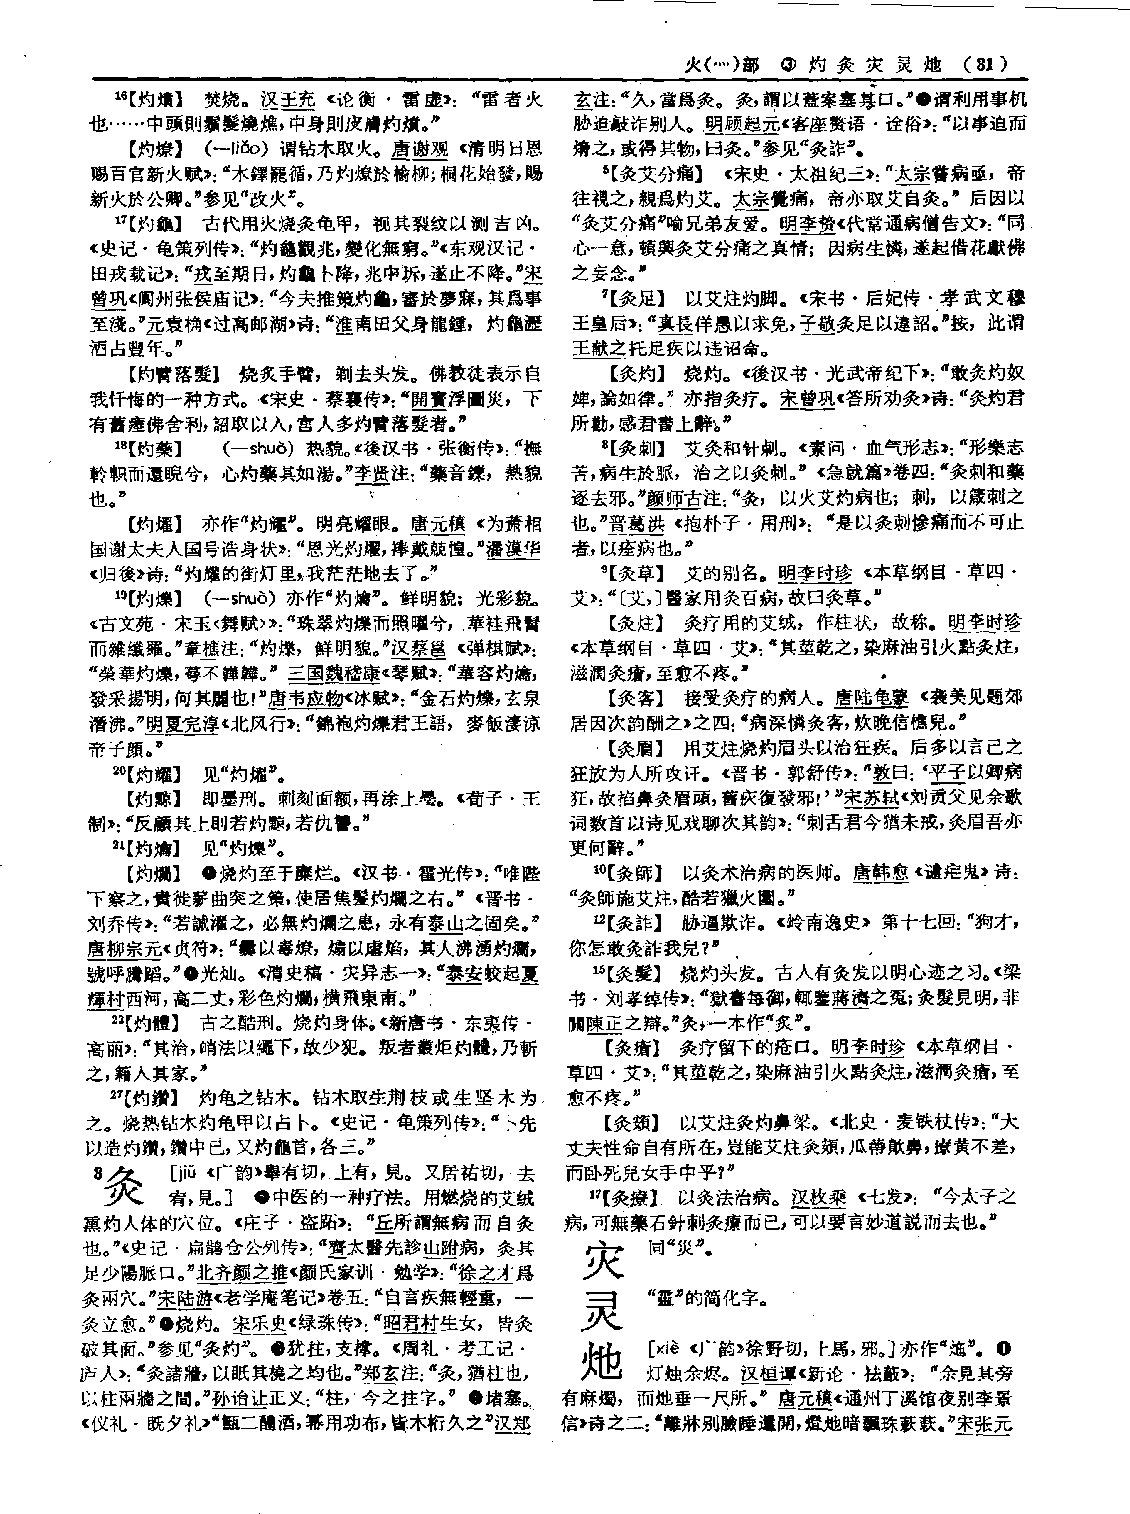 火(灬)部 ③ 灼 灸 灾 灵 灺 (31)
¹⁶【灼燌】 焚烧。汉王充《论衡·雷虚》：“雷者火
也……中頭則鬚髮燒燋，中身則皮膚灼燌。”
【灼燎】 (—liǎo) 谓钻木取火。唐谢观《清明日恩
赐百官新火赋》：“木鐸罷循，乃灼燎於榆柳；桐花始發，賜
新火於公卿。”参见“改火”。
¹⁷【灼龜】 古代用火烧灸龟甲，视其裂纹以测吉凶。
《史记·龟策列传》：“灼龜觀兆，變化無窮。”《东观汉记·
田戎载记》：“戎至期日，灼龜卜降，兆中坼，遂止不降。”宋
曾巩《阆州张侯庙记》：“今夫推策灼龜，審於夢寐，其爲事
至淺。”元袁桷《过高邮湖》诗：“淮南田父身龍鍾，灼龜瀝
酒占豐年。”
【灼臂落髮】 烧炙手臂，剃去头发。佛教徒表示自
我忏悔的一种方式。《宋史·蔡襄传》：“開寶浮圖災，下
有舊瘞佛舍利，詔取以入，宫人多灼臂落髮者。”
¹⁸【灼藥】 (—shuò) 热貌。《後汉书·张衡传》：“撫
軨軹而還睨兮，心灼藥其如湯。”李贤注：“藥音鑠，熱貌
也。”
【灼燿】 亦作“灼耀”。明亮耀眼。唐元稹《为萧相
国谢太夫人国号诰身状》：“恩光灼燿，捧戴兢惶。”潘漠华
《归後》诗：“灼燿的街灯里，我茫茫地去了。”
¹⁹【灼爍】 (—shuò) 亦作“灼爚”。鲜明貌；光彩貌。
《古文苑·宋玉〈舞赋〉》：“珠翠灼爍而照曜兮，華袿飛髾
而雜纖羅。”章樵注：“灼爍，鮮明貌。”汉蔡邕《弹棋赋》：
“榮華灼爍，萼不韡韡。” 三国魏嵇康《琴赋》：“華容灼爚，
發采揚明，何其麗也！”唐韦应物《冰赋》：“金石灼爍，玄泉
潛沸。”明夏完淳《北风行》：“錦袍灼爍君王語，麥飯凄涼
帝子顔。”
²⁰【灼耀】 见“灼燿”。
【灼黥】 即墨刑。刺刻面额，再涂上墨。《荀子·王
制》：“反顧其上則若灼黥，若仇讐。”
²¹【灼爚】 见“灼爍”。
【灼爛】 ❶烧灼至于糜烂。《汉书·霍光传》：“唯陛
下察之，貴徙薪曲突之策，使居焦髮灼爛之右。” 《晋书·
刘乔传》：“若誠濯之，必無灼爛之患，永有泰山之固矣。”
唐柳宗元《贞符》：“爨以毒燎，煽以虐焰，其人沸湧灼爛，
號呼騰蹈。”❷光灿。《清史稿·灾异志一》：“泰安蛟起夏
輝村西河，高二丈，彩色灼爛，横飛東南。”
²²【灼體】 古之酷刑。烧灼身体。《新唐书·东夷传·
高丽》：“其治，峭法以繩下，故少犯。叛者叢炬灼體，乃斬
之，籍入其家。”
²⁷【灼鑽】 灼龟之钻木。钻木取生荆枝或生坚木为
之。烧热钻木灼龟甲以占卜。《史记·龟策列传》：“卜先
以造灼鑽，鑽中已，又灼龜首，各三。”
³灸 [jiǔ 《广韵》舉有切，上有，見。又居祐切，去
宥，見。] ❶中医的一种疗法。用燃烧的艾绒
熏灼人体的穴位。《庄子·盗跖》：“丘所謂無病而自灸
也。”《史记·扁鹊仓公列传》：“齊太醫先診山跗病，灸其
足少陽脈口。”北齐颜之推《颜氏家训·勉学》：“徐之才爲
灸兩穴。”宋陆游《老学庵笔记》卷五：“自言疾無輕重，一
灸立愈。”❷烧灼。宋乐史《绿珠传》：“昭君村生女，皆灸
破其面。”参见“灸灼”。❸犹拄，支撑。《周礼·考工记·
庐人》：“灸諸牆，以眂其橈之均也。”郑玄注：“灸，猶柱也，
以柱兩牆之間。”孙诒让正义：“柱，今之拄字。” ❹堵塞。
《仪礼·既夕礼》“甒二醴酒，幂用功布，皆木桁久之”汉郑
玄注：“久，當爲灸。灸，謂以蓋案塞其口。”❺谓利用事机
胁迫敲诈别人。明顾起元《客座赘语·诠俗》：“以事迫而
熗之，或得其物，曰灸。”参见“灸诈”。
⁵【灸艾分痛】 《宋史·太祖纪三》：“太宗嘗病亟，帝
往視之，親爲灼艾。太宗覺痛，帝亦取艾自灸。” 后因以
“灸艾分痛”喻兄弟友爱。明李贽《代常通病僧告文》：“同
心一意，頓興灸艾分痛之真情；因病生憐，遂起借花獻佛
之妄念。”
⁷【灸足】 以艾炷灼脚。《宋书·后妃传·孝武文穆
王皇后》：“真長佯愚以求免，子敬灸足以違詔。”按，此谓
王献之托足疾以违诏命。
【灸灼】 烧灼。《後汉书·光武帝纪下》：“敢灸灼奴
婢，論如律。” 亦指灸疗。宋曾巩《答所劝灸》诗：“灸灼君
所勸，感君書上辭。”
⁸【灸刺】 艾灸和针刺。《素问·血气形志》：“形樂志
苦，病生於脈，治之以灸刺。” 《急就篇》卷四：“灸刺和藥
逐去邪。”颜师古注：“灸，以火艾灼病也；刺，以箴刺之
也。”晋葛洪《抱朴子·用刑》：“是以灸刺慘痛而不可止
者，以痊病也。”
⁹【灸草】 艾的别名。明李时珍《本草纲目·草四·
艾》：“〔艾，〕醫家用灸百病，故曰灸草。”
【灸炷】 灸疗用的艾绒，作柱状，故称。明李时珍
《本草纲目·草四·艾》：“其莖乾之，染麻油引火點灸炷，
滋潤灸瘡，至愈不疼。”
【灸客】 接受灸疗的病人。唐陆龟蒙《袭美见题郊
居因次韵酬之》之四：“病深憐灸客，炊晚信樵兒。”
【灸眉】 用艾炷烧灼眉头以治狂疾。后多以言己之
狂放为人所攻讦。《晋书·郭舒传》：“敦曰：‘平子以卿病
狂，故掐鼻灸眉頭，舊疢復發邪！’”宋苏轼《刘贡父见余歌
词数首以诗见戏聊次其韵》：“刺舌君今猶未戒，灸眉吾亦
更何辭。”
¹⁰【灸師】 以灸术治病的医师。唐韩愈《谴疟鬼》诗：
“灸師施艾炷，酷若獵火圍。”
¹²【灸詐】 胁逼欺诈。《岭南逸史》第十七回：“狗才，
你怎敢灸詐我兒？”
¹⁵【灸髮】 烧灼头发。古人有灸发以明心迹之习。《梁
书·刘孝绰传》：“獄書每御，輒鑒蔣濟之冤；灸髮見明，非
關陳正之辯。”灸，一本作“炙”。
【灸瘡】 灸疗留下的疮口。明李时珍《本草纲目·
草四·艾》：“其莖乾之，染麻油引火點灸炷，滋潤灸瘡，至
愈不疼。”
【灸頞】 以艾炷灸灼鼻梁。《北史·麦铁杖传》：“大
丈夫性命自有所在，豈能艾炷灸頞，瓜蒂歕鼻，療黄不差，
而卧死兒女手中乎？”
¹⁷【灸療】 以灸法治病。汉枚乘《七发》：“今太子之
病，可無藥石針刺灸療而已，可以要言妙道説而去也。”
灾 同“災”。
灵 “靈”的简化字。
灺 [xiè 《广韵》徐野切，上馬，邪。]亦作“炧”。❶
灯烛余烬。汉桓谭《新论·祛蔽》：“余見其旁
有麻燭，而灺垂一尺所。” 唐元稹《通州丁溪馆夜别李景
信》诗之二：“離牀别臉睡還開，燈灺暗飄珠蔌蔌。”宋张元